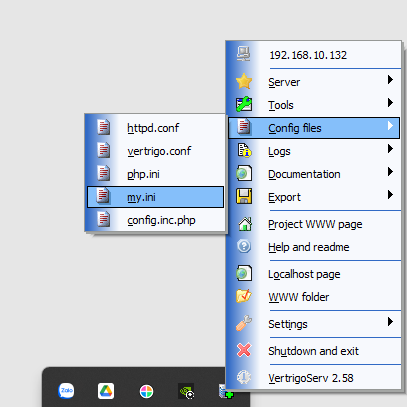 192.168.10.132
Server
Tools
Config files
Logs
Documentation
Export
Project WWW page
Help and readme
Localhost page
WWW folder
Settings
Shutdown and exit
VertrigoServ 2.58
httpd.conf
vertrigo.conf
php.ini
my.ini
config.inc.php
Zalo